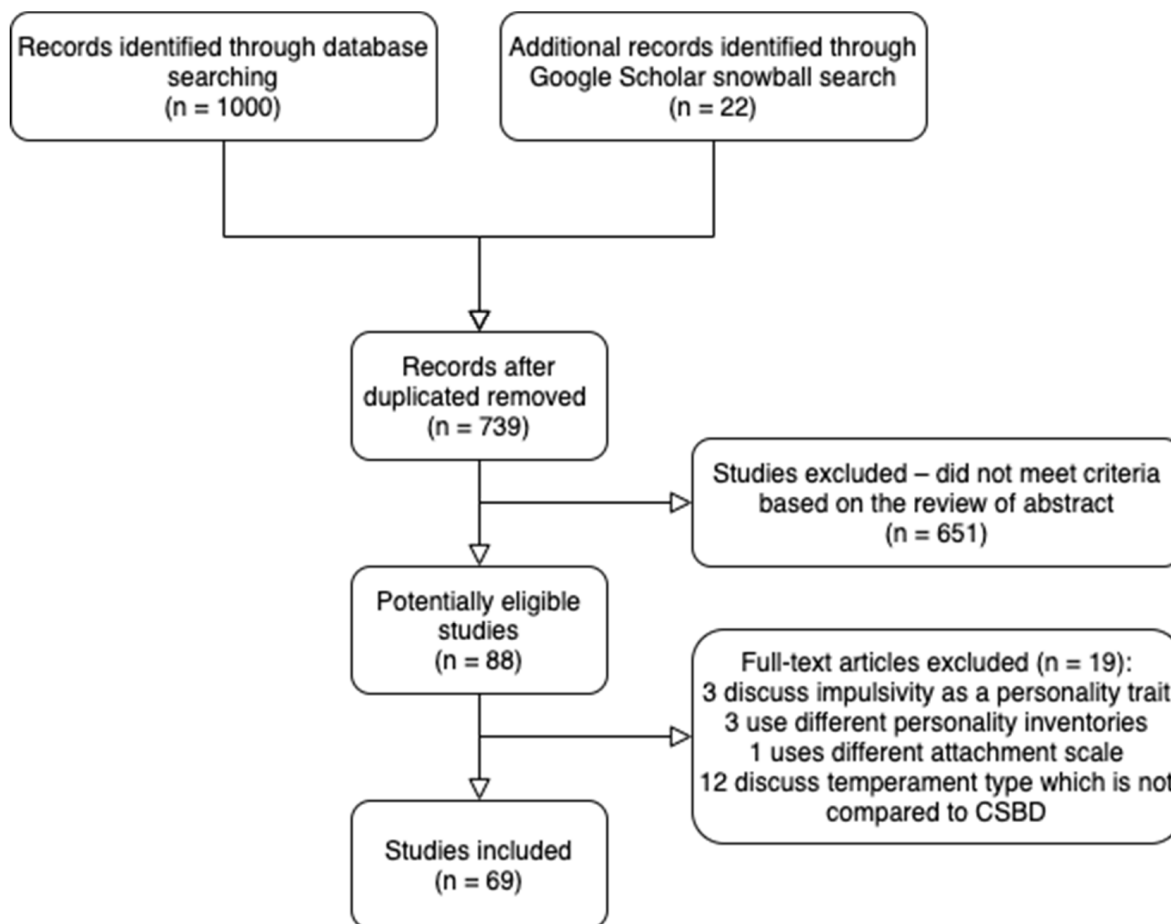 Records identified through database
searching
(n = 1000)
Additional records identified through
Google Scholar snowball search
(n = 22)
Records after
duplicated removed
(n = 739)
Studies excluded – did not meet criteria
based on the review of abstract
(n = 651)
Potentially eligible
studies
(n = 88)
Full-text articles excluded (n = 19):
3 discuss impulsivity as a personality trait
3 use different personality inventories
1 uses different attachment scale
12 discuss temperament type which is not
compared to CSBD
Studies included
(n = 69)